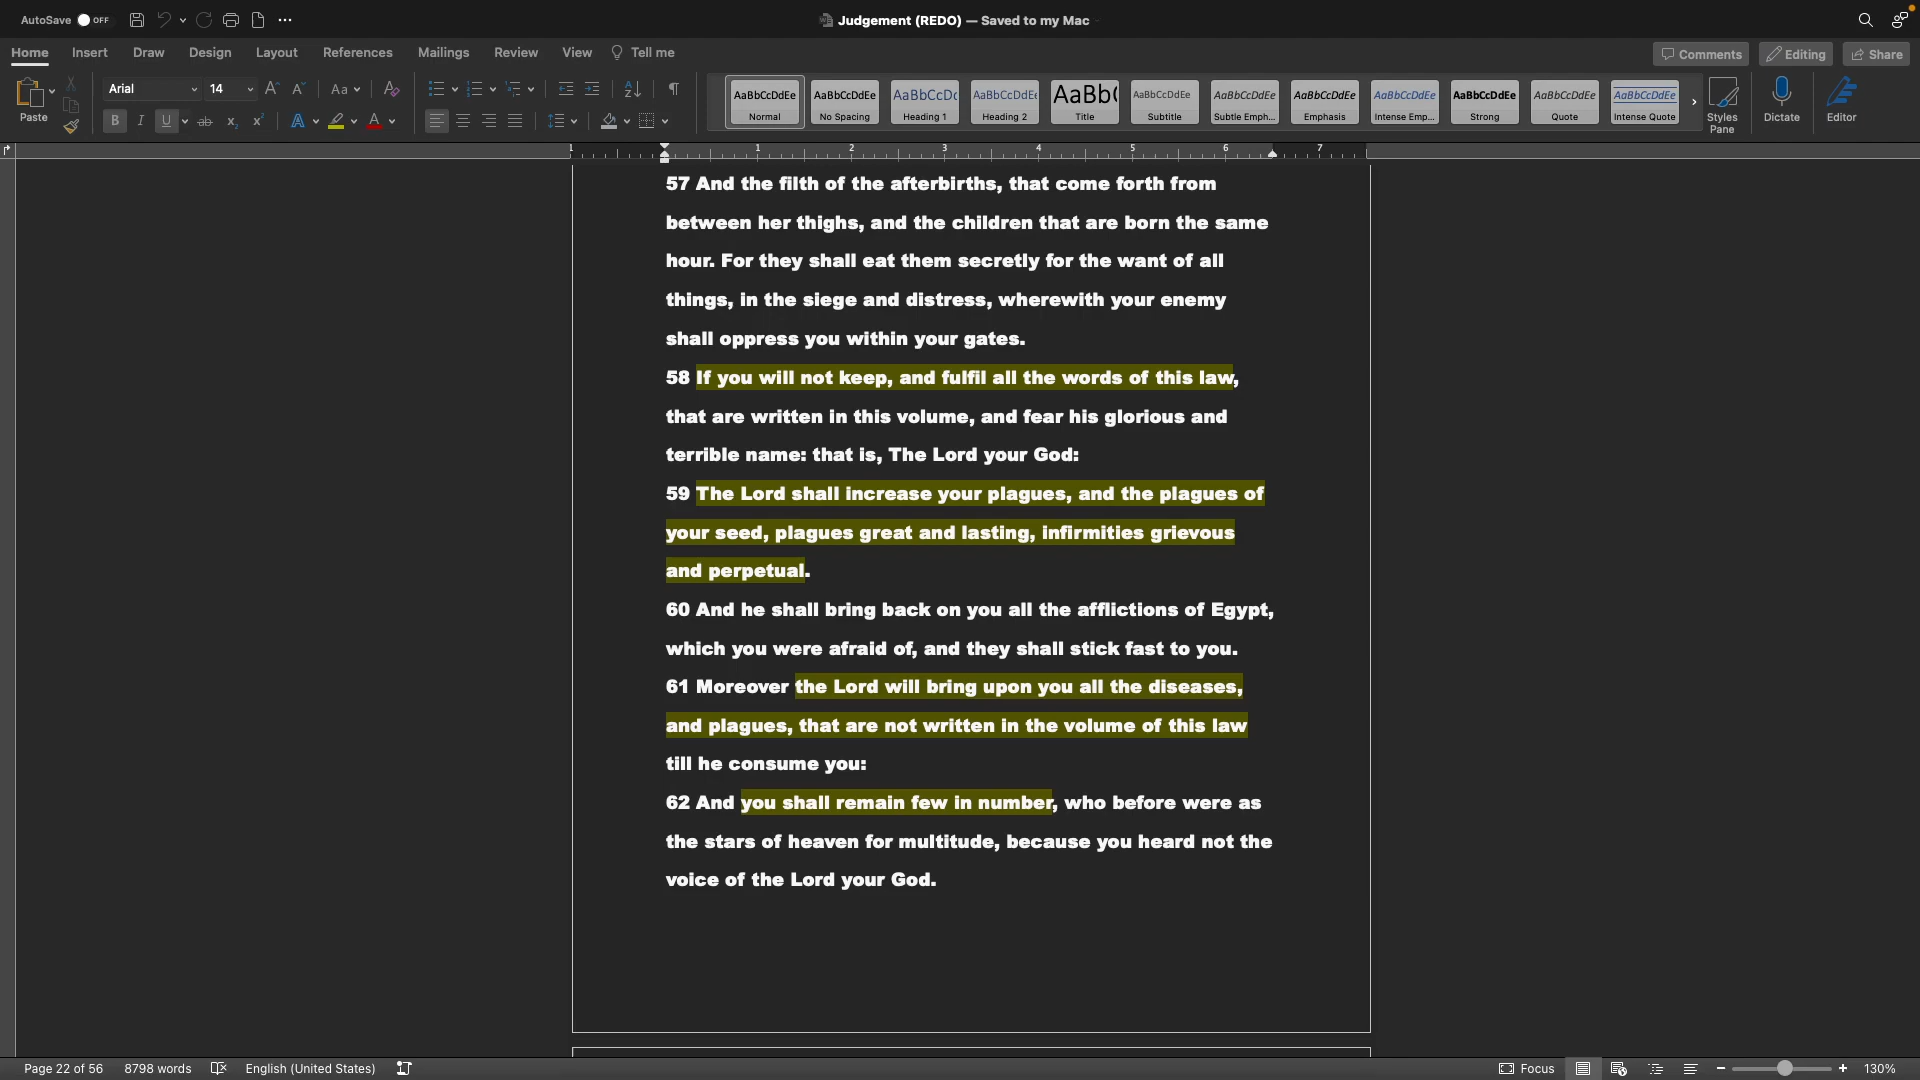 AutoSave OFF
Judgement (REDO) — Saved to my Mac
Home Insert Draw Design Layout References Mailings Review View Tell me
Comments Editing Share
Paste
Arial 14
Aa
AaBbCcDdEe AaBbCcDdEe AaBbCcDc AaBbCcDdEe AaBb( AaBbCcDdEe AaBbCcDdEe AaBbCcDdEe AaBbCcDdEe AaBbCcDdEe AaBbCcDdEe AaBbCcDdEe
Normal No Spacing Heading 1 Heading 2 Title Subtitle Subtle Emph... Emphasis Intense Emp... Strong Quote Intense Quote
Styles Pane
Dictate
Editor
1 1 2 3 4 5 6 7
57 And the filth of the afterbirths, that come forth from
between her thighs, and the children that are born the same
hour. For they shall eat them secretly for the want of all
things, in the siege and distress, wherewith your enemy
shall oppress you within your gates.
58 If you will not keep, and fulfil all the words of this law,
that are written in this volume, and fear his glorious and
terrible name: that is, The Lord your God:
59 The Lord shall increase your plagues, and the plagues of
your seed, plagues great and lasting, infirmities grievous
and perpetual.
60 And he shall bring back on you all the afflictions of Egypt,
which you were afraid of, and they shall stick fast to you.
61 Moreover the Lord will bring upon you all the diseases,
and plagues, that are not written in the volume of this law
till he consume you:
62 And you shall remain few in number, who before were as
the stars of heaven for multitude, because you heard not the
voice of the Lord your God.
Page 22 of 56 8798 words English (United States) Focus 130%